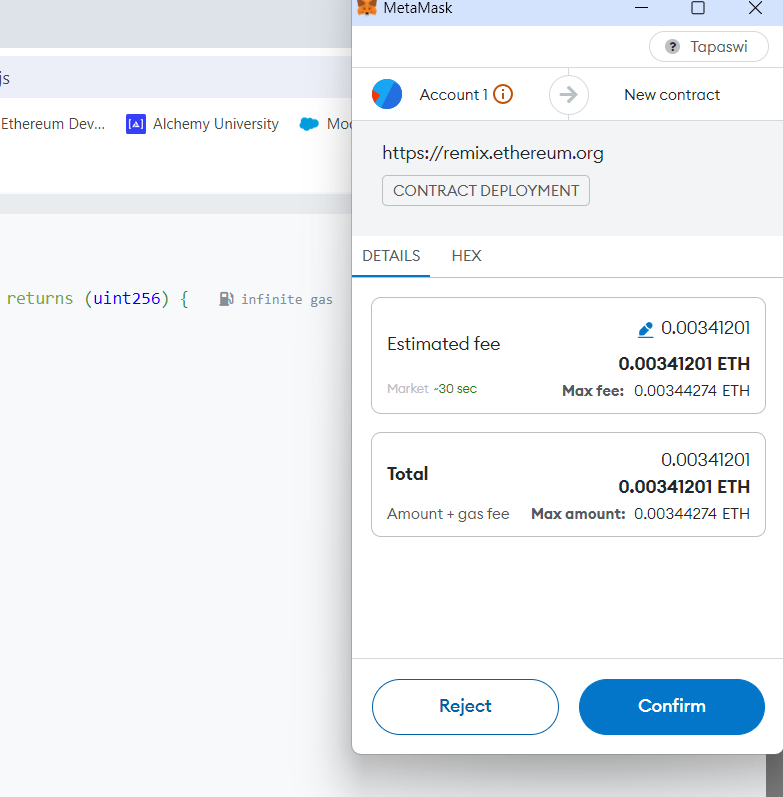 MetaMask
Tapaswi
js
Account 1
New contract
Ethereum Dev...
Alchemy University
https://remix.ethereum.org
CONTRACT DEPLOYMENT
DETAILS
HEX
returns (uint256) {
infinite gas
Estimated fee
0.00341201
0.00341201 ETH
Market ~30 sec
Max fee: 0.00344274 ETH
Total
0.00341201
0.00341201 ETH
Amount + gas fee
Max amount: 0.00344274 ETH
Reject
Confirm